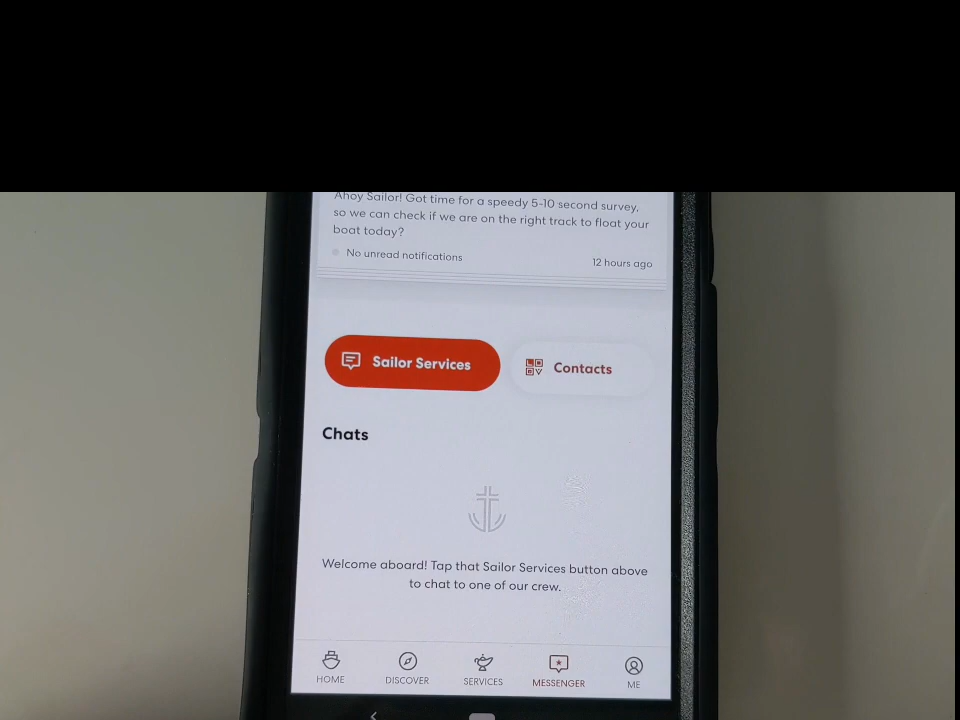 Ahoy Sailor! Got time for a speedy 5-10 second survey,
so we can check if we are on the right track to float your
boat today?
No unread notifications
12 hours ago
Sailor Services
Contacts
Chats
Welcome aboard! Tap that Sailor Services button above
to chat to one of our crew.
HOME
DISCOVER
SERVICES
MESSENGER
ME